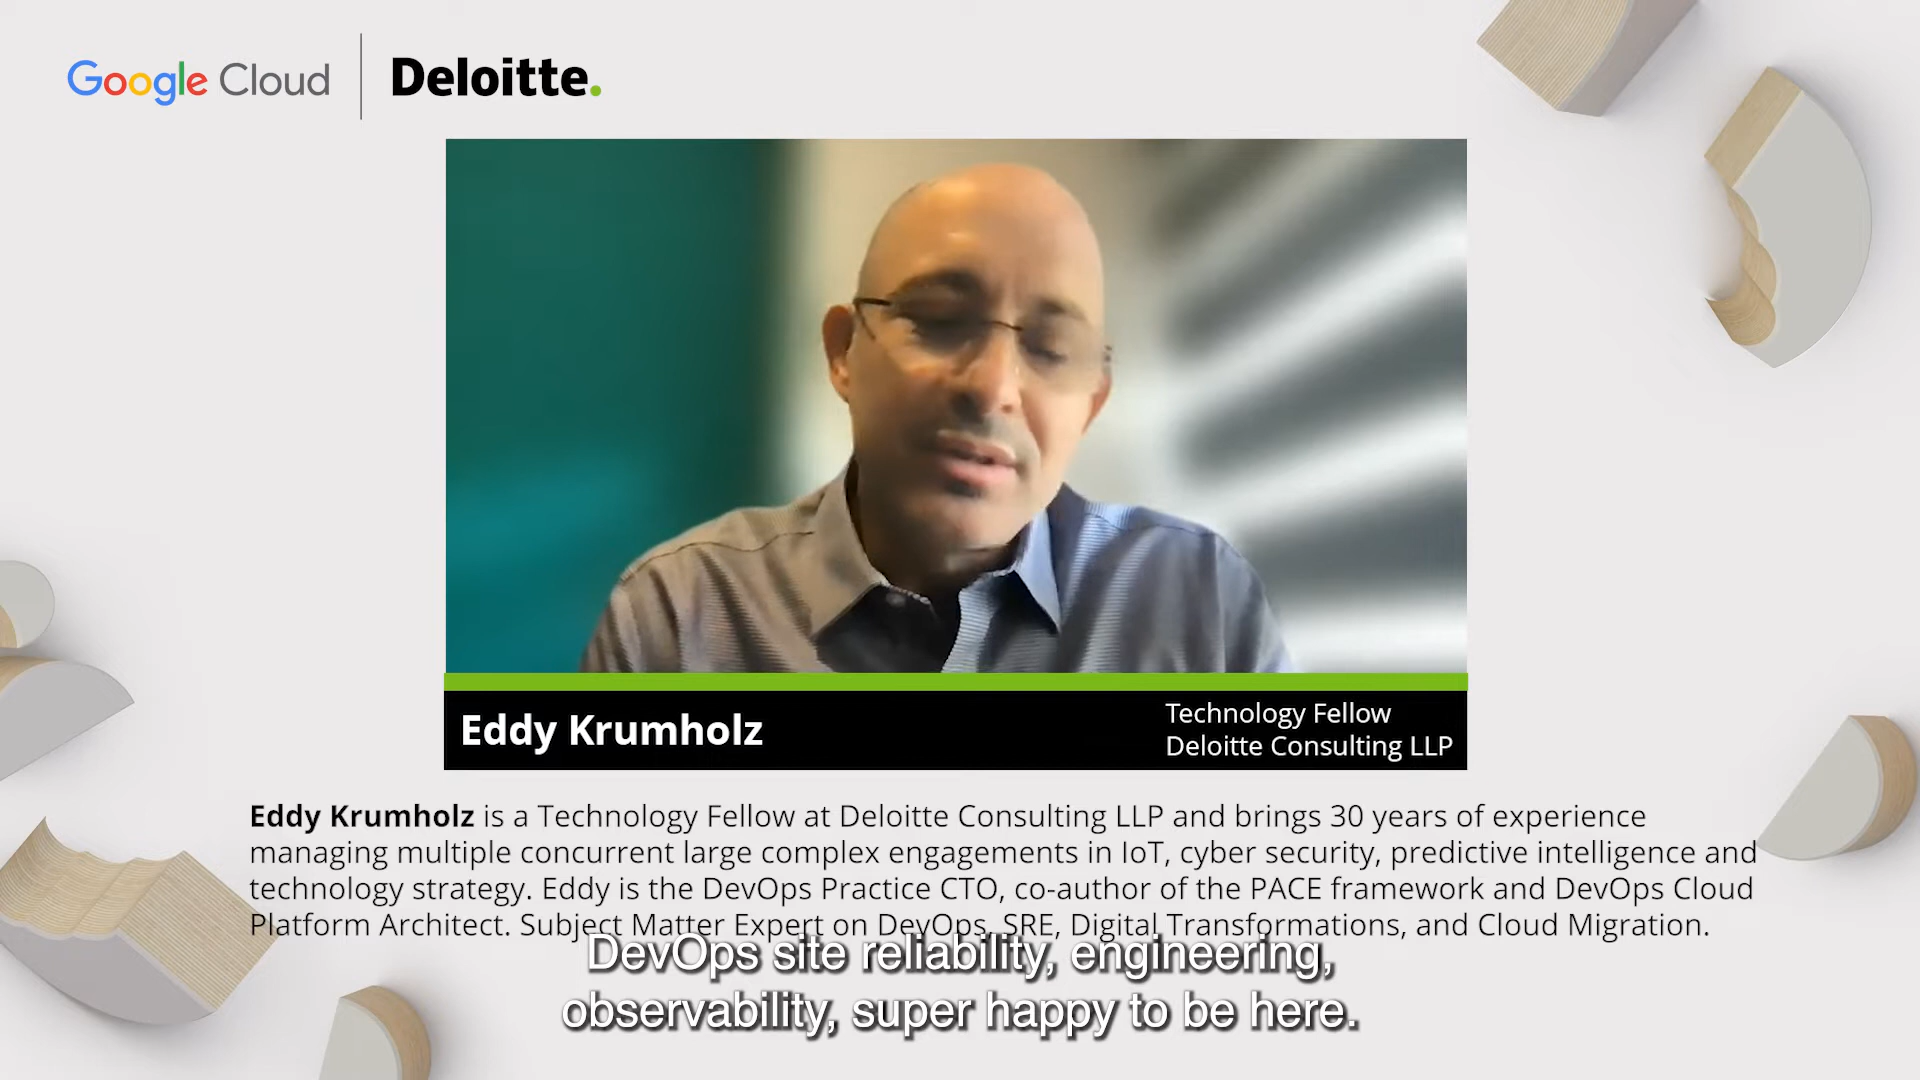 Google Cloud
Deloitte.
Eddy Krumholz
Technology Fellow
Deloitte Consulting LLP
Eddy Krumholz is a Technology Fellow at Deloitte Consulting LLP and brings 30 years of experience
managing multiple concurrent large complex engagements in IoT, cyber security, predictive intelligence and
technology strategy. Eddy is the DevOps Practice CTO, co-author of the PACE framework and DevOps Cloud
Platform Architect. Subject Matter Expert on DevOps, SRE, Digital Transformations, and Cloud Migration.
DevOps site reliability, engineering,
observability, super happy to be here.